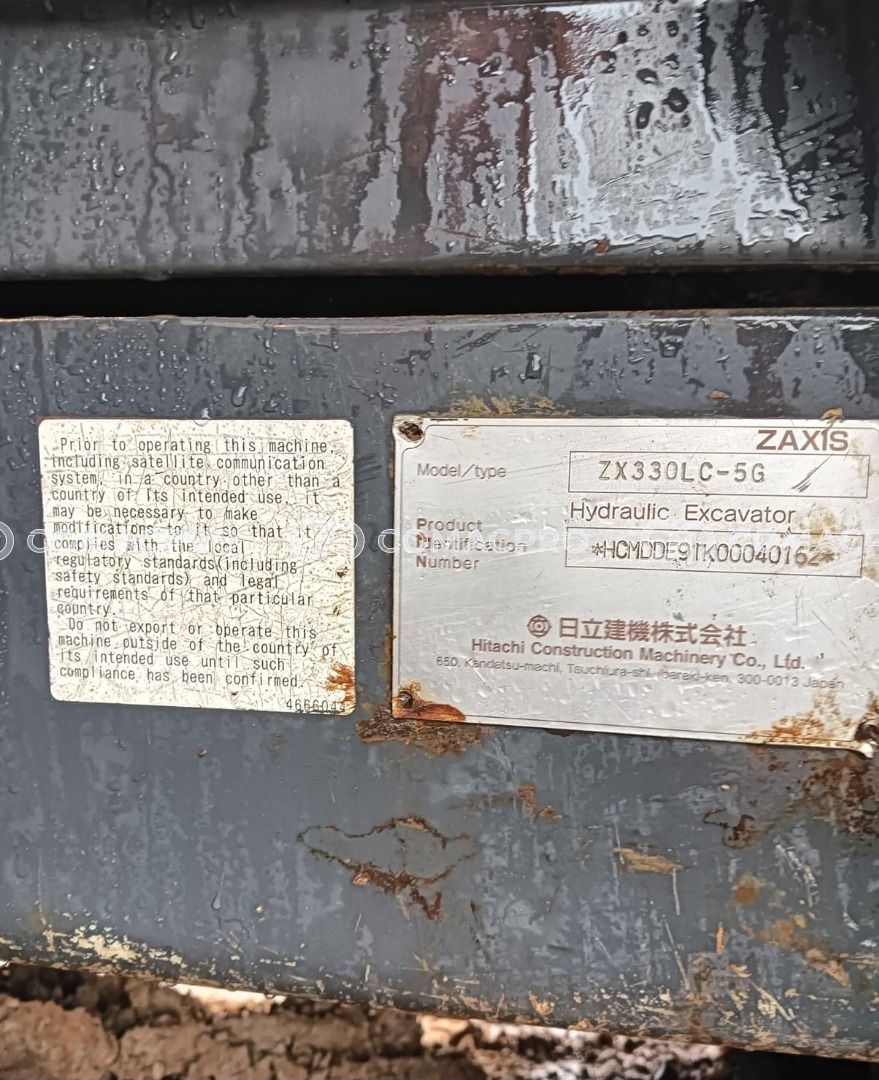 Prior to operating this machine,
including satellite communication
system, in a country other than a
country of its intended use, it
may be necessary to make
modifications to it so that it
complies with the local
regulatory standards(including
safety standards) and legal
requirements of that particular
country.
Do not export or operate this
machine outside of the country of
its intended use until such
compliance has been confirmed.
4666044
ZAXIS
Model/type
ZX330LC-5G
Hydraulic Excavator
Product
Identification
Number
*HCMDDE91K00040162*
日立建機株式会社
Hitachi Construction Machinery Co., Ltd.
650, Kandatsu-machi, Tsuchiura-shi, Ibaraki-ken, 300-0013 Japan